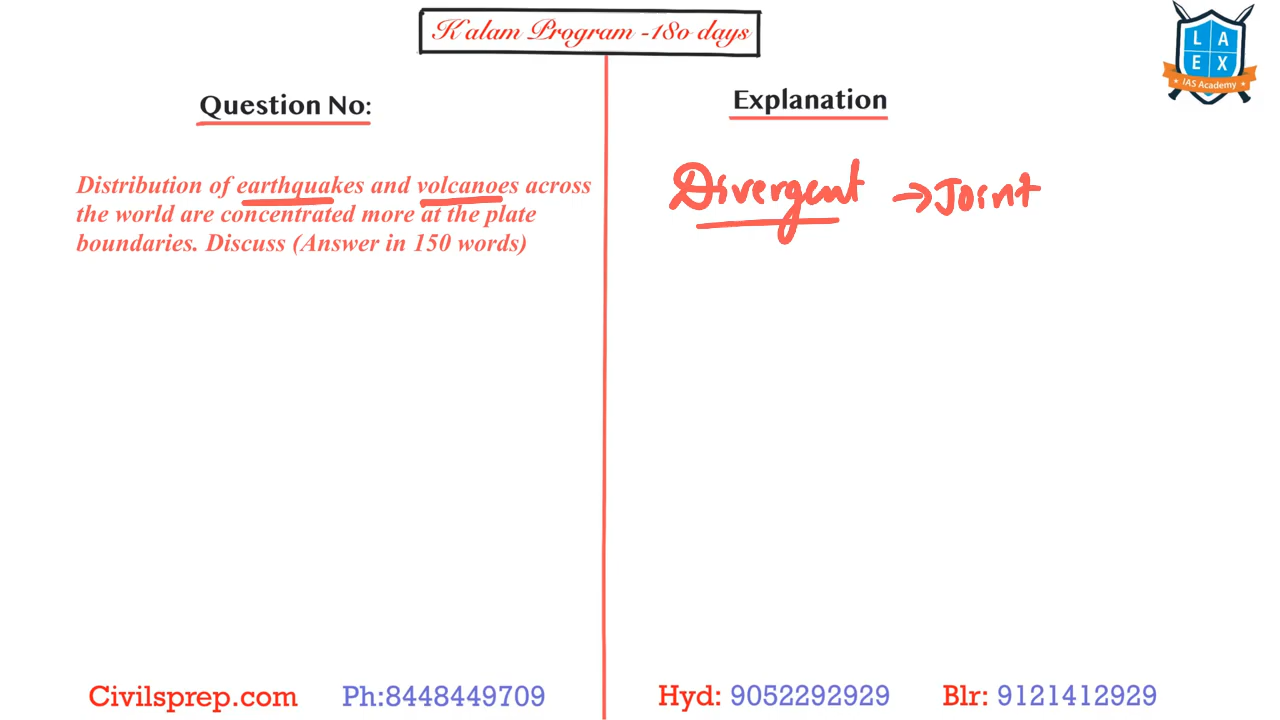 Kalam Program -180 days
L A
E X
IAS Academy
Question No:
Distribution of earthquakes and volcanoes across
the world are concentrated more at the plate
boundaries. Discuss (Answer in 150 words)
Explanation
Divergent → Joint
Civilsprep.com Ph:8448449709 Hyd: 9052292929 Blr: 9121412929